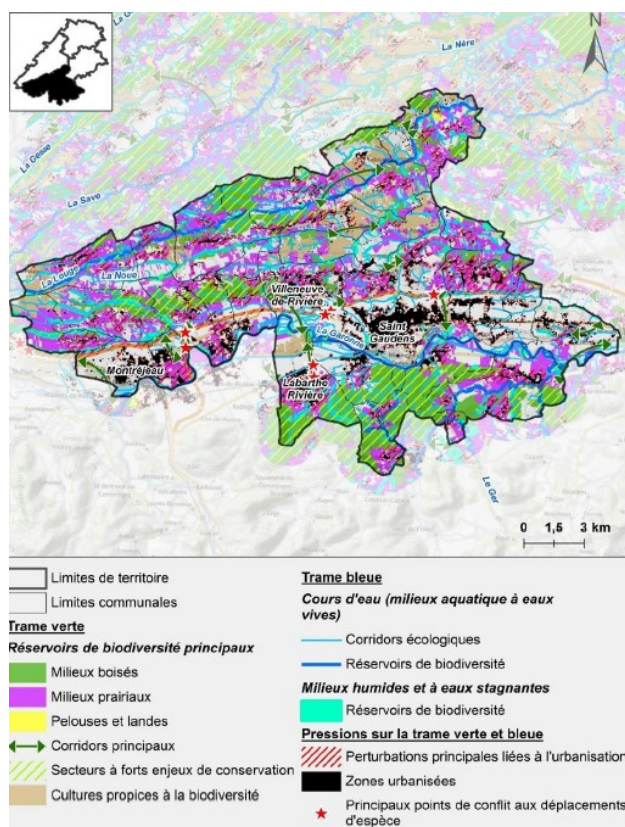 La Nère
N
La Gesse
La Save
La Louge
La Noue
Villeneuve
de Rivière
Saint
Gaudens
La Garonne
Montréjeau
Labarthe
Rivière
Le Ger
0 1,5 3 km
Limites de territoire
Limites communales
Trame verte
Réservoirs de biodiversité principaux
Milieux boisés
Milieux prairiaux
Pelouses et landes
Corridors principaux
Secteurs à forts enjeux de conservation
Cultures propices à la biodiversité
Trame bleue
Cours d'eau (milieux aquatique à eaux
vives)
Corridors écologiques
Réservoirs de biodiversité
Milieux humides et à eaux stagnantes
Réservoirs de biodiversité
Pressions sur la trame verte et bleue
Perturbations principales liées à l'urbanisation
Zones urbanisées
Principaux points de conflit aux déplacements
d'espèce